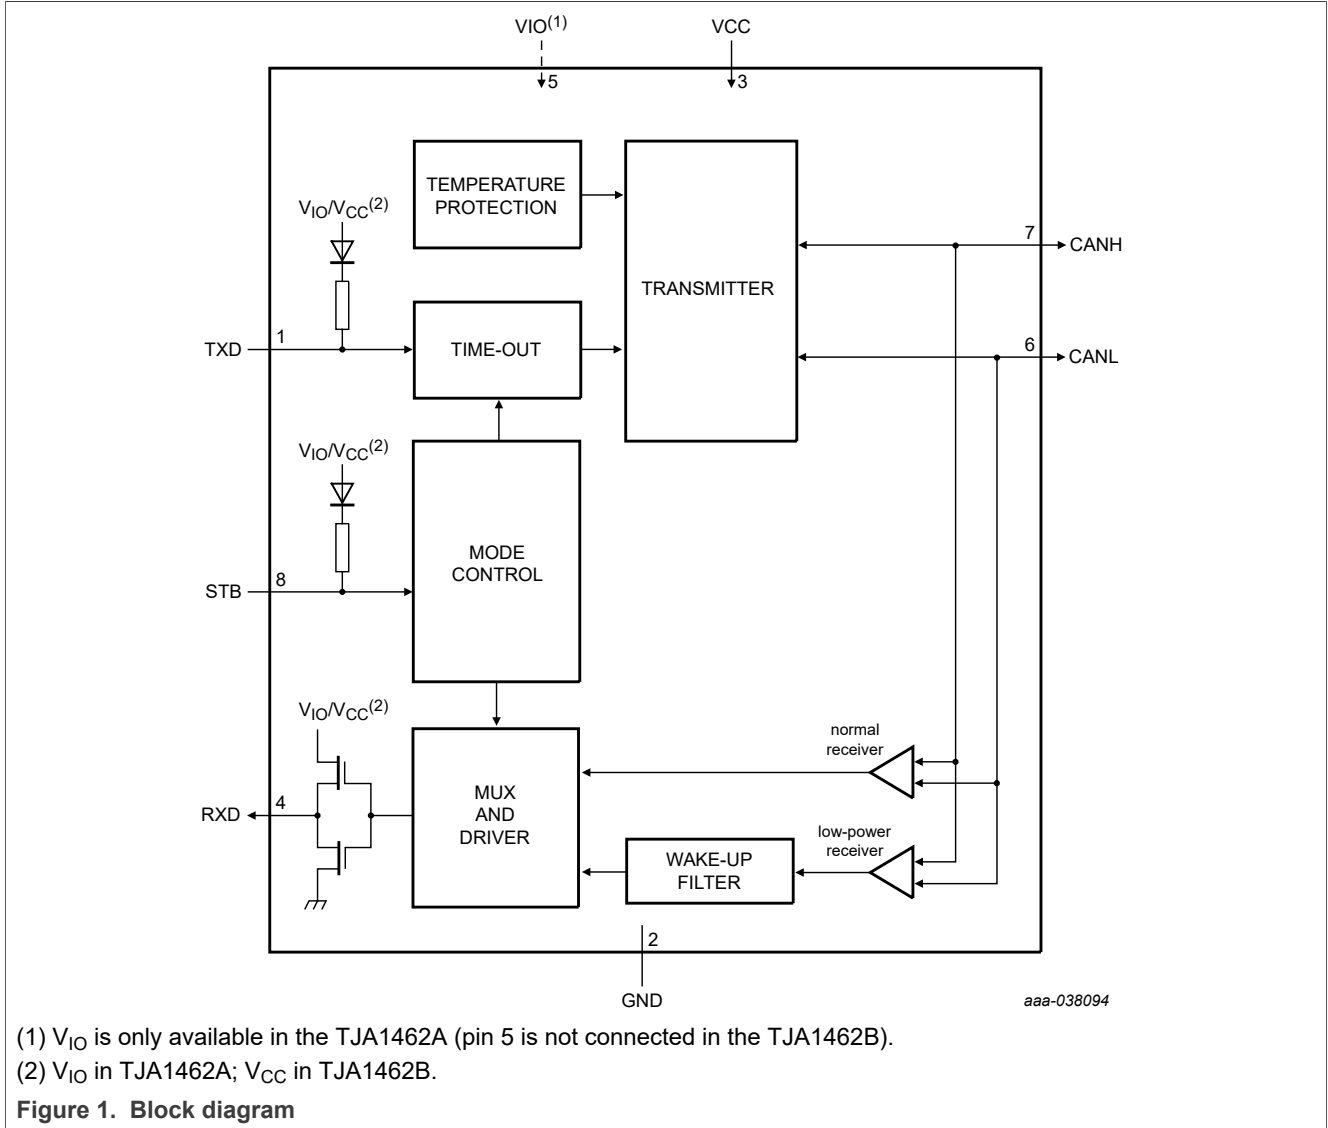 VIO(1)
VCC
5
3
TEMPERATURE
PROTECTION
VIO/VCC(2)
7
CANH
TRANSMITTER
TXD
1
TIME-OUT
6
CANL
VIO/VCC(2)
MODE
CONTROL
STB
8
VIO/VCC(2)
normal
receiver
RXD
4
MUX
AND
DRIVER
low-power
receiver
WAKE-UP
FILTER
2
GND
aaa-038094
(1) VIO is only available in the TJA1462A (pin 5 is not connected in the TJA1462B).
(2) VIO in TJA1462A; VCC in TJA1462B.
Figure 1. Block diagram